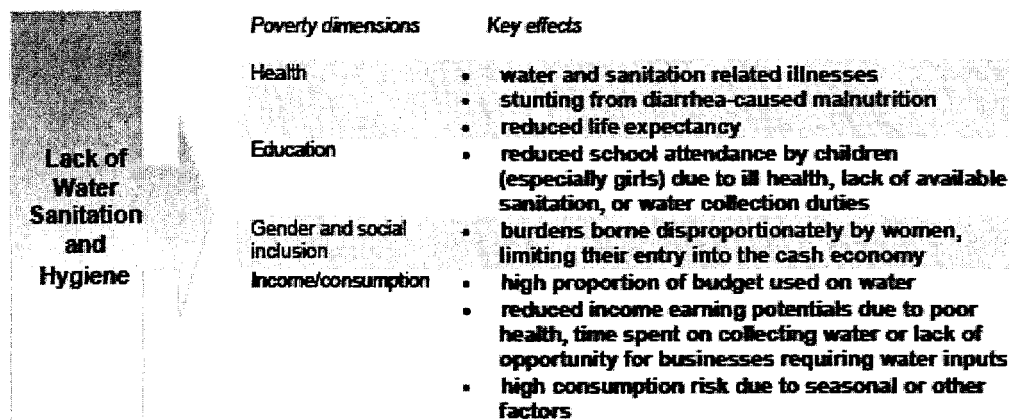 Poverty dimensions Key effects
Health • water and sanitation related illnesses
• stunting from diarrhea-caused malnutrition
• reduced life expectancy
Education • reduced school attendance by children
(especially girls) due to ill health, lack of available
sanitation, or water collection duties
Gender and social • burdens borne disproportionately by women,
inclusion limiting their entry into the cash economy
Income/consumption • high proportion of budget used on water
• reduced income earning potentials due to poor
health, time spent on collecting water or lack of
opportunity for businesses requiring water inputs
• high consumption risk due to seasonal or other
factors
Lack of
Water
Sanitation
and
Hygiene